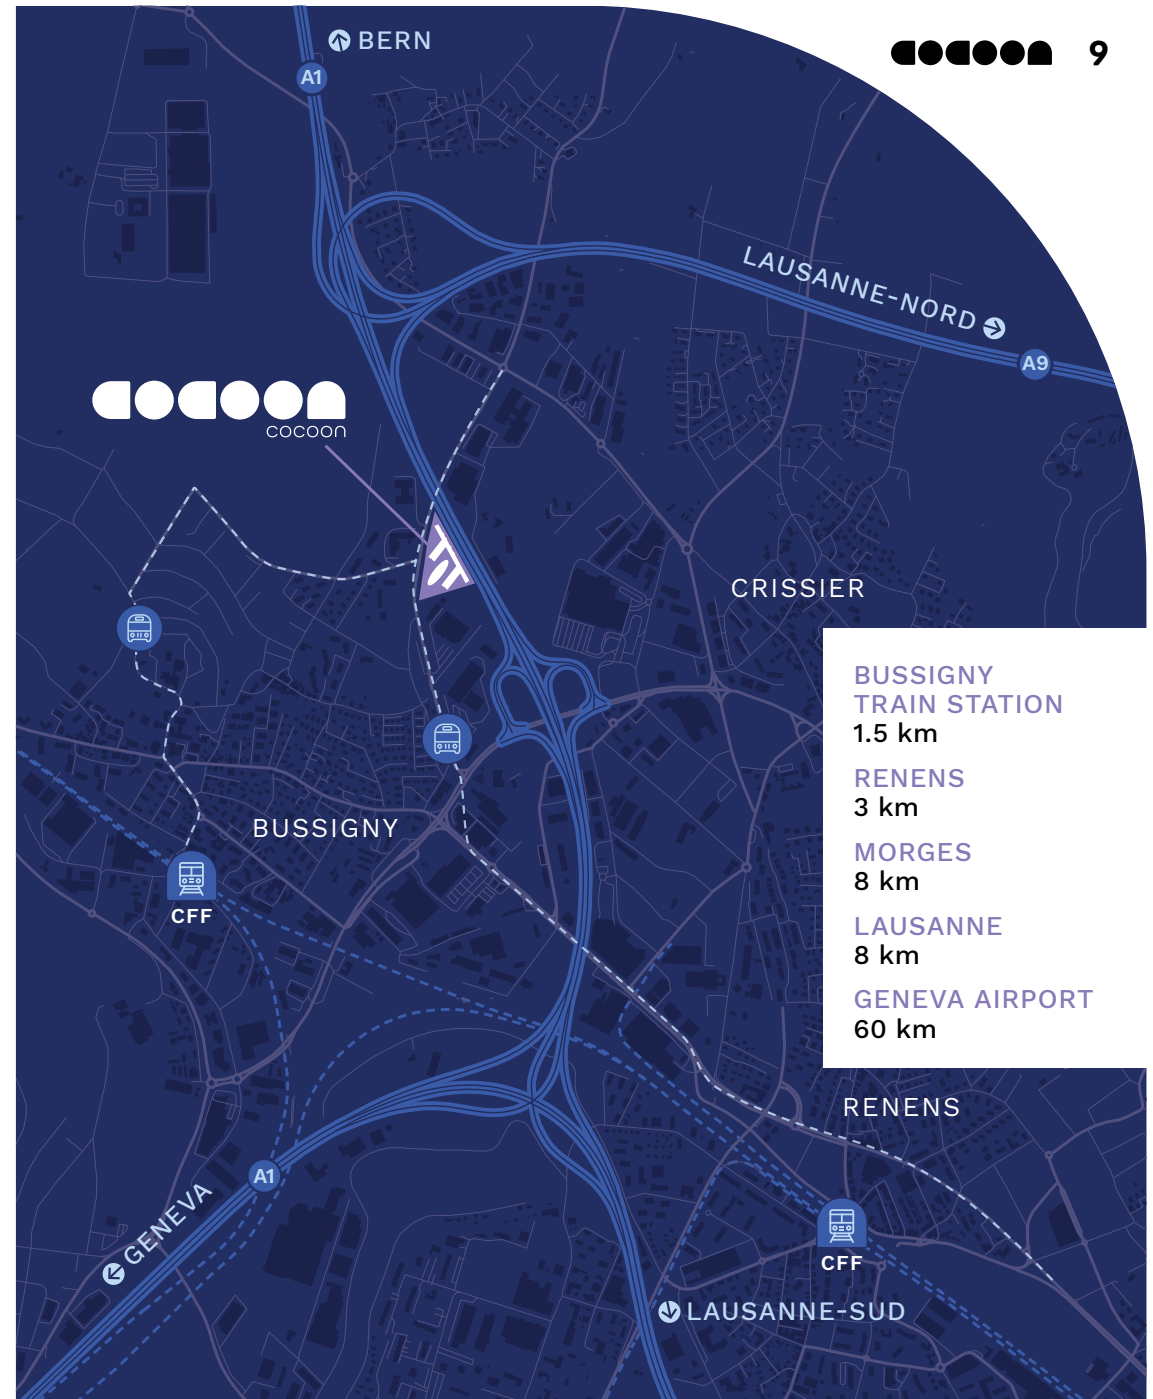 BERN
cocoon 9
A1
LAUSANNE-NORD
A9
cocoon
cocoon
CRISSIER
BUSSIGNY
TRAIN STATION
1.5 km
RENENS
3 km
MORGES
8 km
LAUSANNE
8 km
GENEVA AIRPORT
60 km
BUSSIGNY
CFF
RENENS
A1
GENEVA
CFF
LAUSANNE-SUD